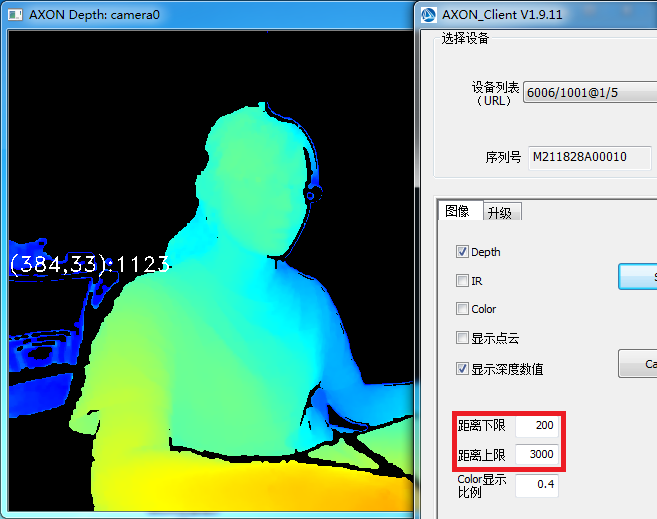 AXON Depth: camera0
(384,33):1123
AXON_Client V1.9.11
选择设备
设备列表
（URL）
6006/1001@1/5
序列号
M211828A00010
图像
升级
Depth
IR
Color
显示点云
显示深度数值
Ca
距离下限
200
距离上限
3000
Color显示
比例
0.4